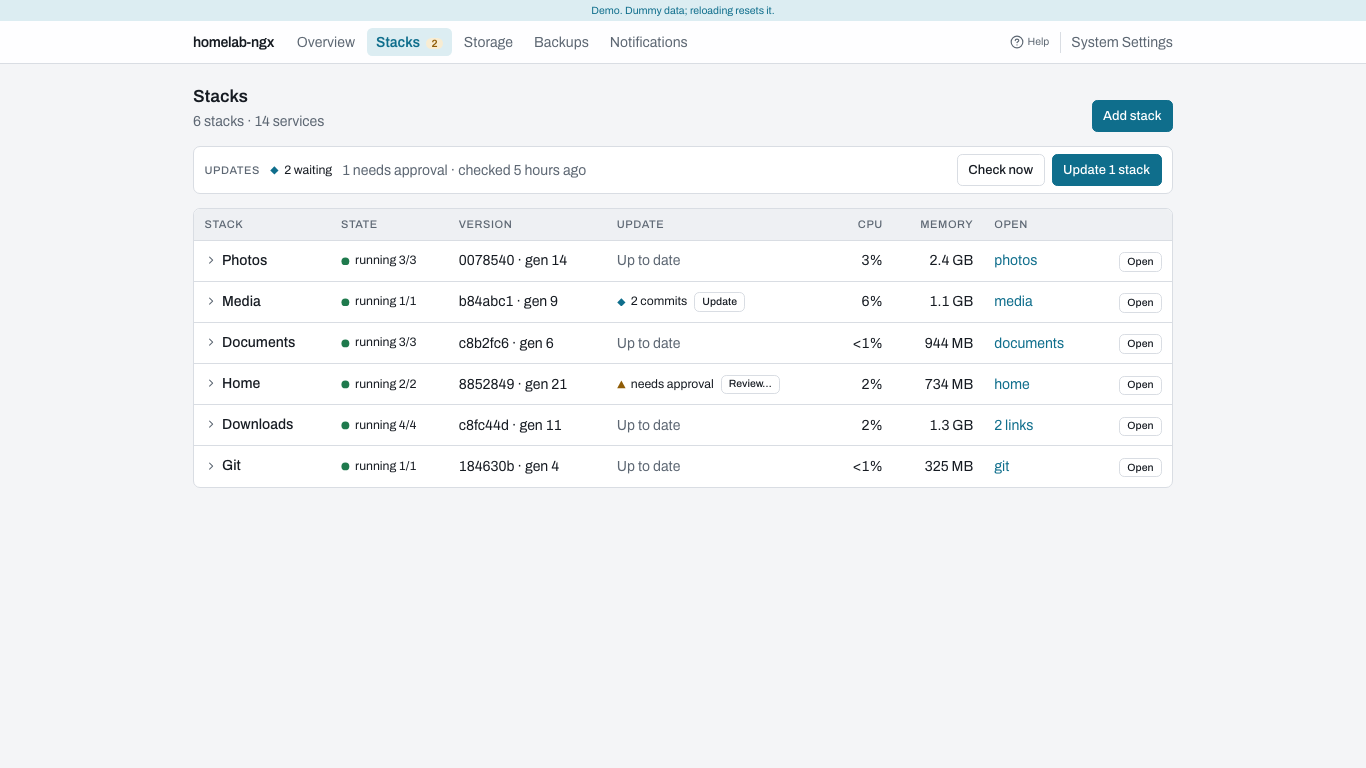 Demo. Dummy data; reloading resets it.
homelab-ngx Overview Stacks 2 Storage Backups Notifications Help System Settings
Stacks
6 stacks · 14 services
Add stack
UPDATES 2 waiting 1 needs approval · checked 5 hours ago Check now Update 1 stack
STACK STATE VERSION UPDATE CPU MEMORY OPEN
Photos running 3/3 0078540 · gen 14 Up to date 3% 2.4 GB photos Open
Media running 1/1 b84abc1 · gen 9 2 commits Update 6% 1.1 GB media Open
Documents running 3/3 c8b2fc6 · gen 6 Up to date <1% 944 MB documents Open
Home running 2/2 8852849 · gen 21 needs approval Review... 2% 734 MB home Open
Downloads running 4/4 c8fc44d · gen 11 Up to date 2% 1.3 GB 2 links Open
Git running 1/1 184630b · gen 4 Up to date <1% 325 MB git Open